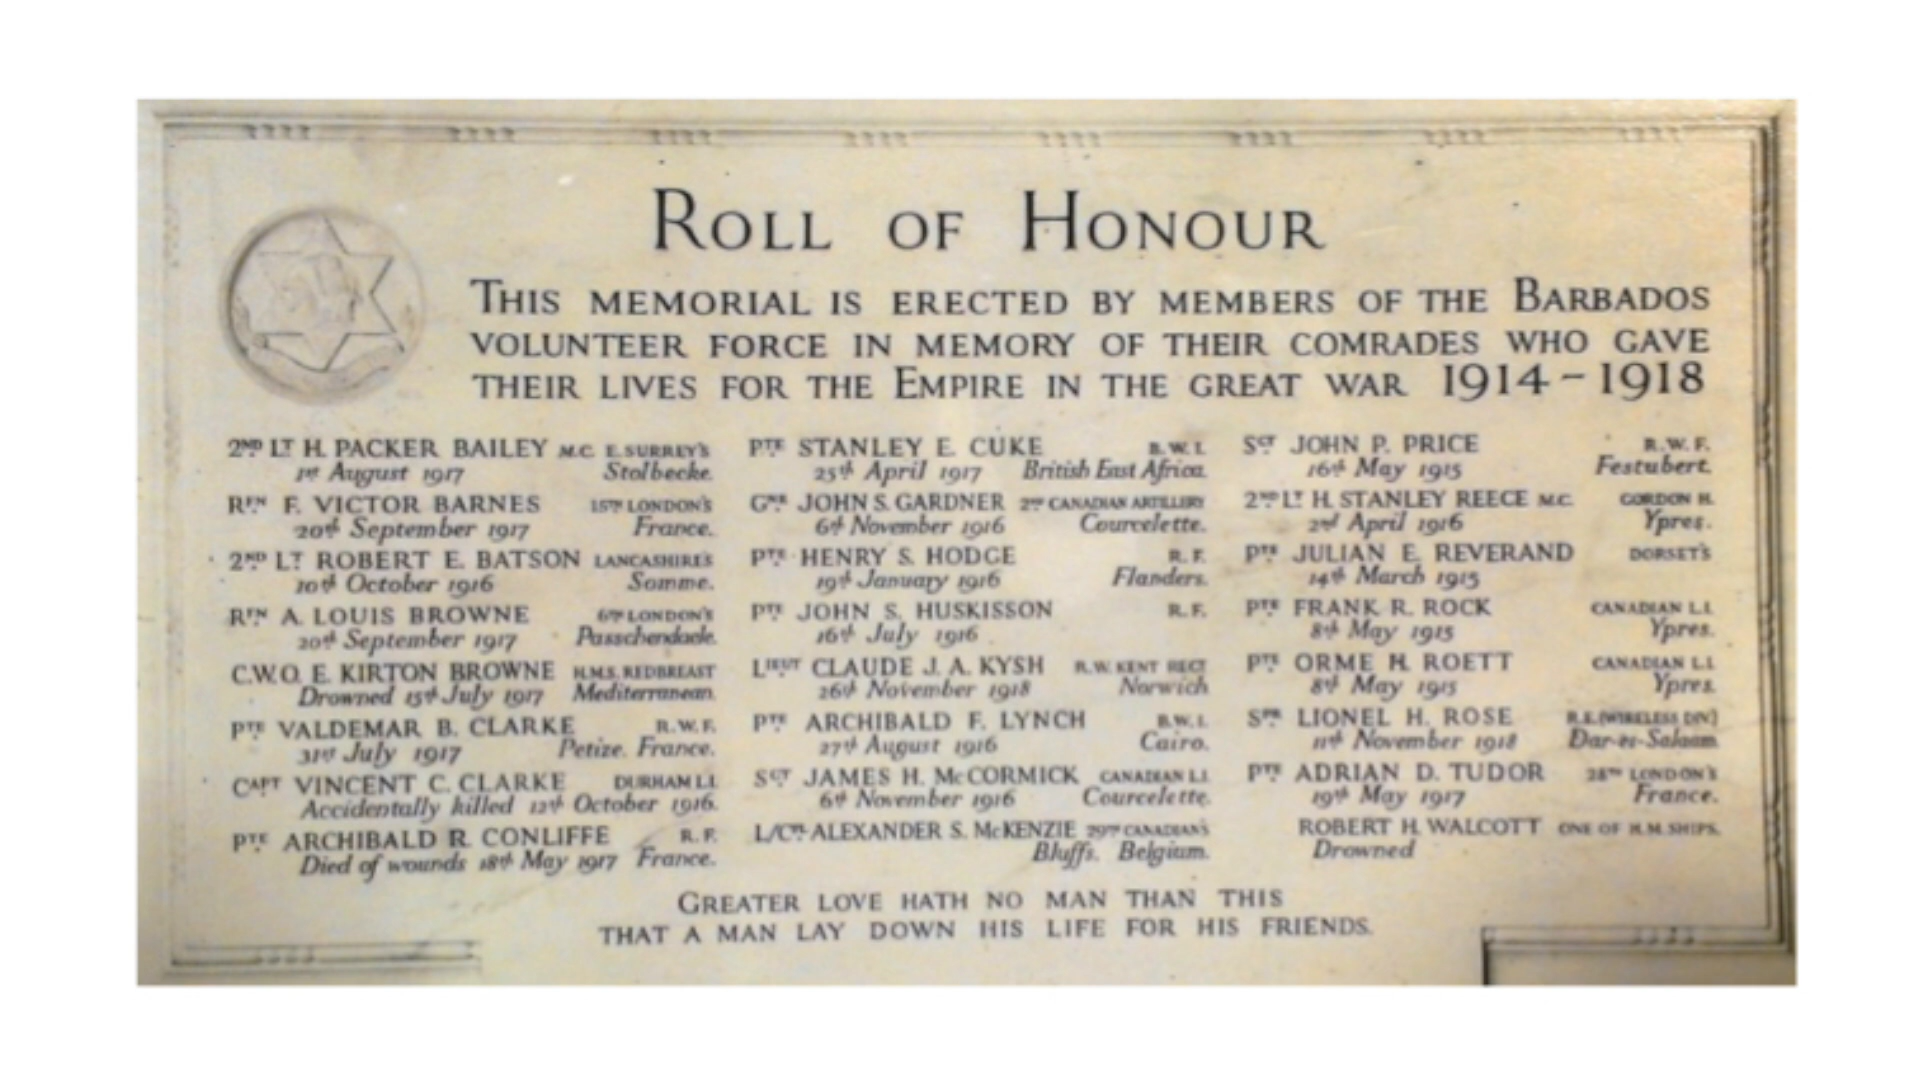 ROLL OF HONOUR
THIS MEMORIAL IS ERECTED BY MEMBERS OF THE BARBADOS
VOLUNTEER FORCE IN MEMORY OF THEIR COMRADES WHO GAVE
THEIR LIVES FOR THE EMPIRE IN THE GREAT WAR 1914-1918
2ND LT H. PACKER BAILEY M.C. E. SURREY'S
1st August 1917 Stolbecke.
RFN F. VICTOR BARNES 15TH LONDON'S
20th September 1917 France.
2ND LT ROBERT E. BATSON LANCASHIRE'S
10th October 1916 Somme.
RFN A. LOUIS BROWNE 6TH LONDON'S
20th September 1917 Passchendaele.
C.W.O. E. KIRTON BROWNE H.M.S. REDBREAST
Drowned 15th July 1917 Mediterranean.
PTE VALDEMAR B. CLARKE R.W.F.
31st July 1917 Petize. France.
CAPT VINCENT C. CLARKE DURHAM L.I.
Accidentally killed 12th October 1916.
PTE ARCHIBALD R. CONLIFFE R.F.
Died of wounds 18th May 1917 France.
PTE STANLEY E. CUKE B.W.I.
25th April 1917 British East Africa.
GNR JOHN S. GARDNER 2ND CANADIAN ARTILLERY
6th November 1916 Courcelette.
PTE HENRY S. HODGE R.F.
19th January 1916 Flanders.
PTE JOHN S. HUSKISSON R.F.
16th July 1916
LIEUT CLAUDE J. A. KYSH R.W. KENT REGT
26th November 1918 Norwich
PTE ARCHIBALD F. LYNCH B.W.I.
27th August 1916 Cairo.
SGT JAMES H. McCORMICK CANADIAN L.I.
6th November 1916 Courcelette.
L/CPL ALEXANDER S. McKENZIE 29TH CANADIAN'S
Bluffs. Belgium.
SGT JOHN P. PRICE R.W.F.
16th May 1915 Festubert.
2ND LT H. STANLEY REECE M.C. GORDON H.
2nd April 1916 Ypres.
PTE JULIAN E. REVERAND DORSET'S
14th March 1915
PTE FRANK R. ROCK CANADIAN L.I.
8th May 1915 Ypres.
PTE ORME H. ROETT CANADIAN L.I.
8th May 1915 Ypres.
SPR LIONEL H. ROSE R.E. (WIRELESS DIV)
11th November 1918 Dar-es-Salaam
PTE ADRIAN D. TUDOR 28TH LONDON'S
19th May 1917 France.
ROBERT H. WALCOTT ONE OF H.M. SHIPS.
Drowned
GREATER LOVE HATH NO MAN THAN THIS
THAT A MAN LAY DOWN HIS LIFE FOR HIS FRIENDS.